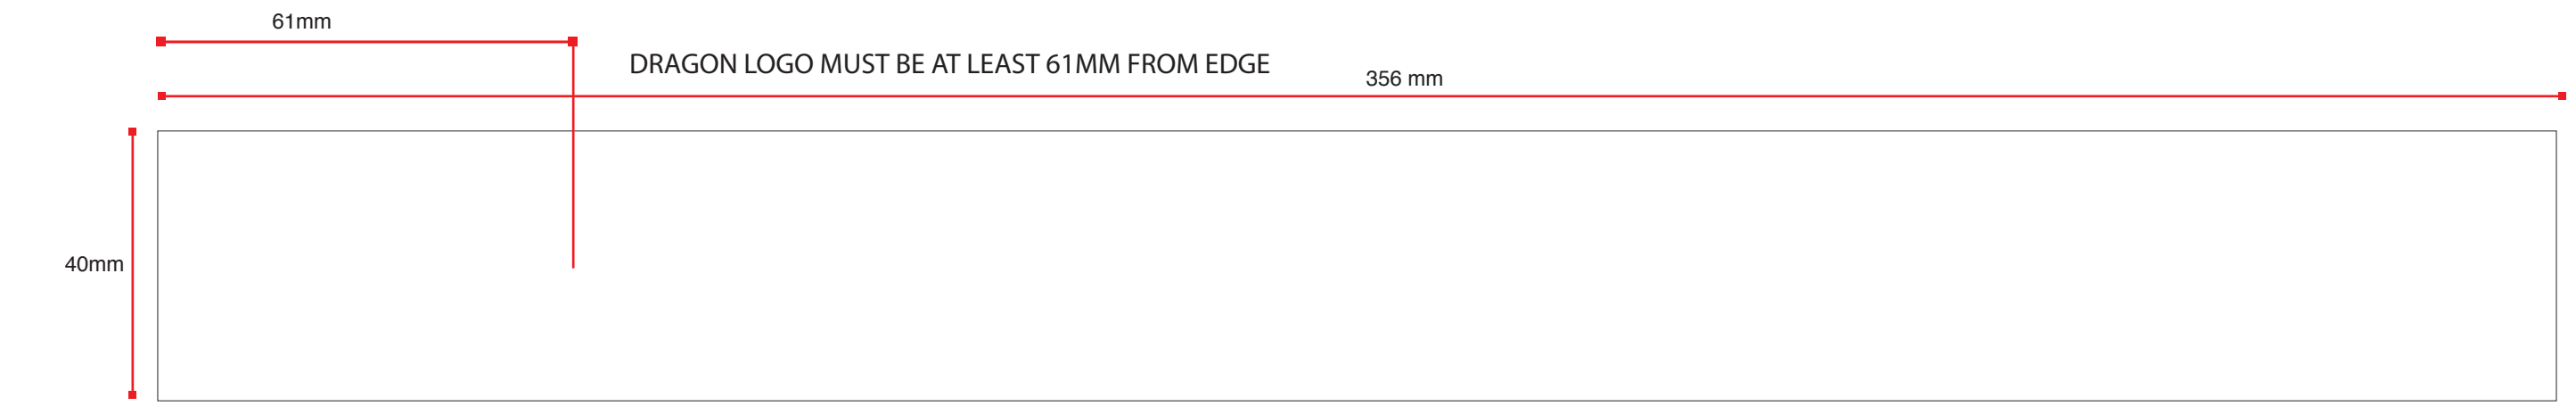 61mm
DRAGON LOGO MUST BE AT LEAST 61MM FROM EDGE
356 mm
40mm